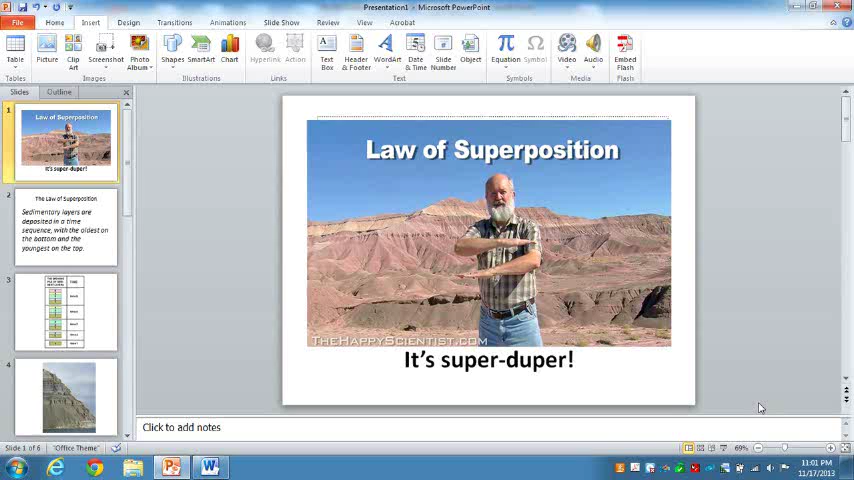 Presentation1 - Microsoft PowerPoint
File Home Insert Design Transitions Animations Slide Show Review View Acrobat
Table Picture Clip Art Screenshot Photo Album Shapes SmartArt Chart Hyperlink Action Text Box Header & Footer WordArt Date & Time Slide Number Object Equation Symbol Video Audio Embed Flash
Tables Images Illustrations Links Text Symbols Media Flash
Slides Outline
1
Law of Superposition
It's super-duper!
2
The Law of Superposition
Sedimentary layers are
deposited in a time
sequence, with the oldest on
the bottom and the
youngest on the top.
3
TIME
4
Law of Superposition
TheHappyScientist.com
It's super-duper!
Click to add notes
Slide 1 of 6 "Office Theme" 69%
11:01 PM
11/17/2013